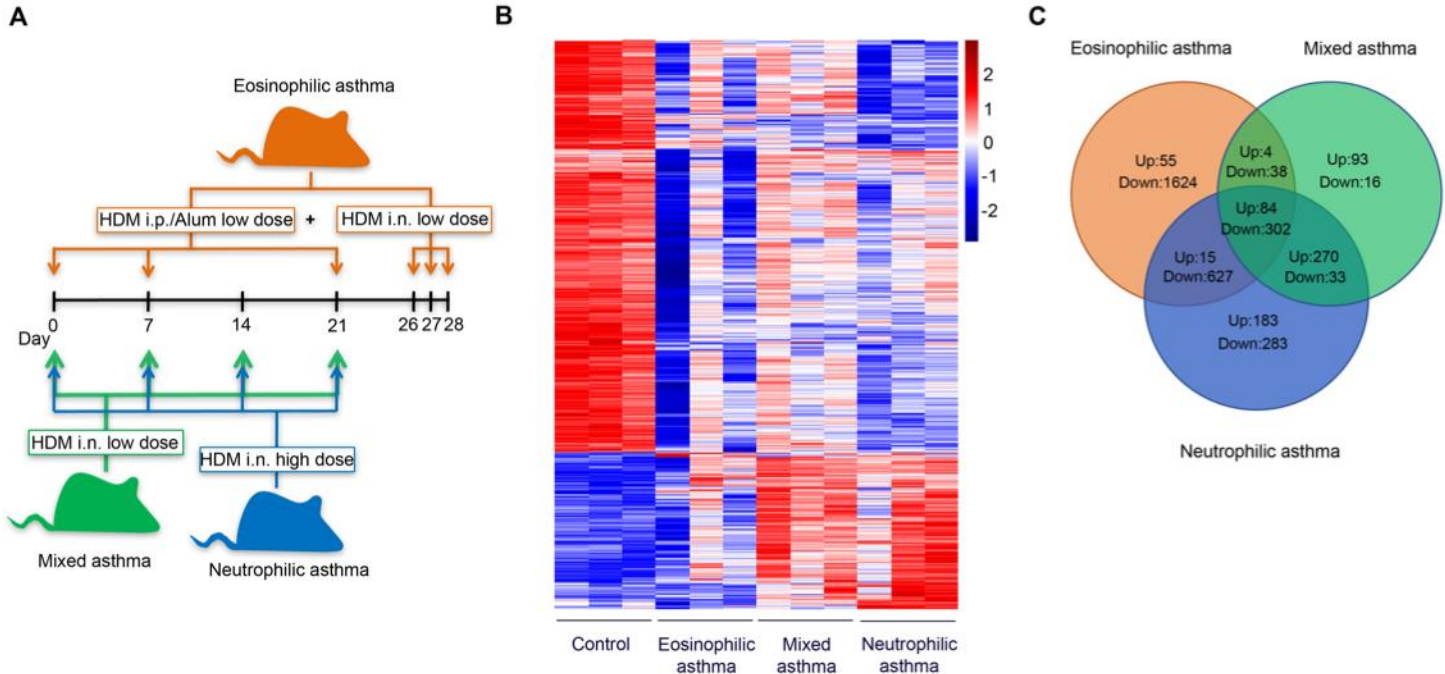 A
Eosinophilic asthma
HDM i.p./Alum low dose
+
HDM i.n. low dose
Day
0
7
14
21
26
27
28
HDM i.n. low dose
HDM i.n. high dose
Mixed asthma
Neutrophilic asthma
B
2
1
0
-1
-2
Control
Eosinophilic
asthma
Mixed
asthma
Neutrophilic
asthma
C
Eosinophilic asthma
Mixed asthma
Up:55
Down:1624
Up:4
Down:38
Up:93
Down:16
Up:84
Down:302
Up:15
Down:627
Up:270
Down:33
Up:183
Down:283
Neutrophilic asthma